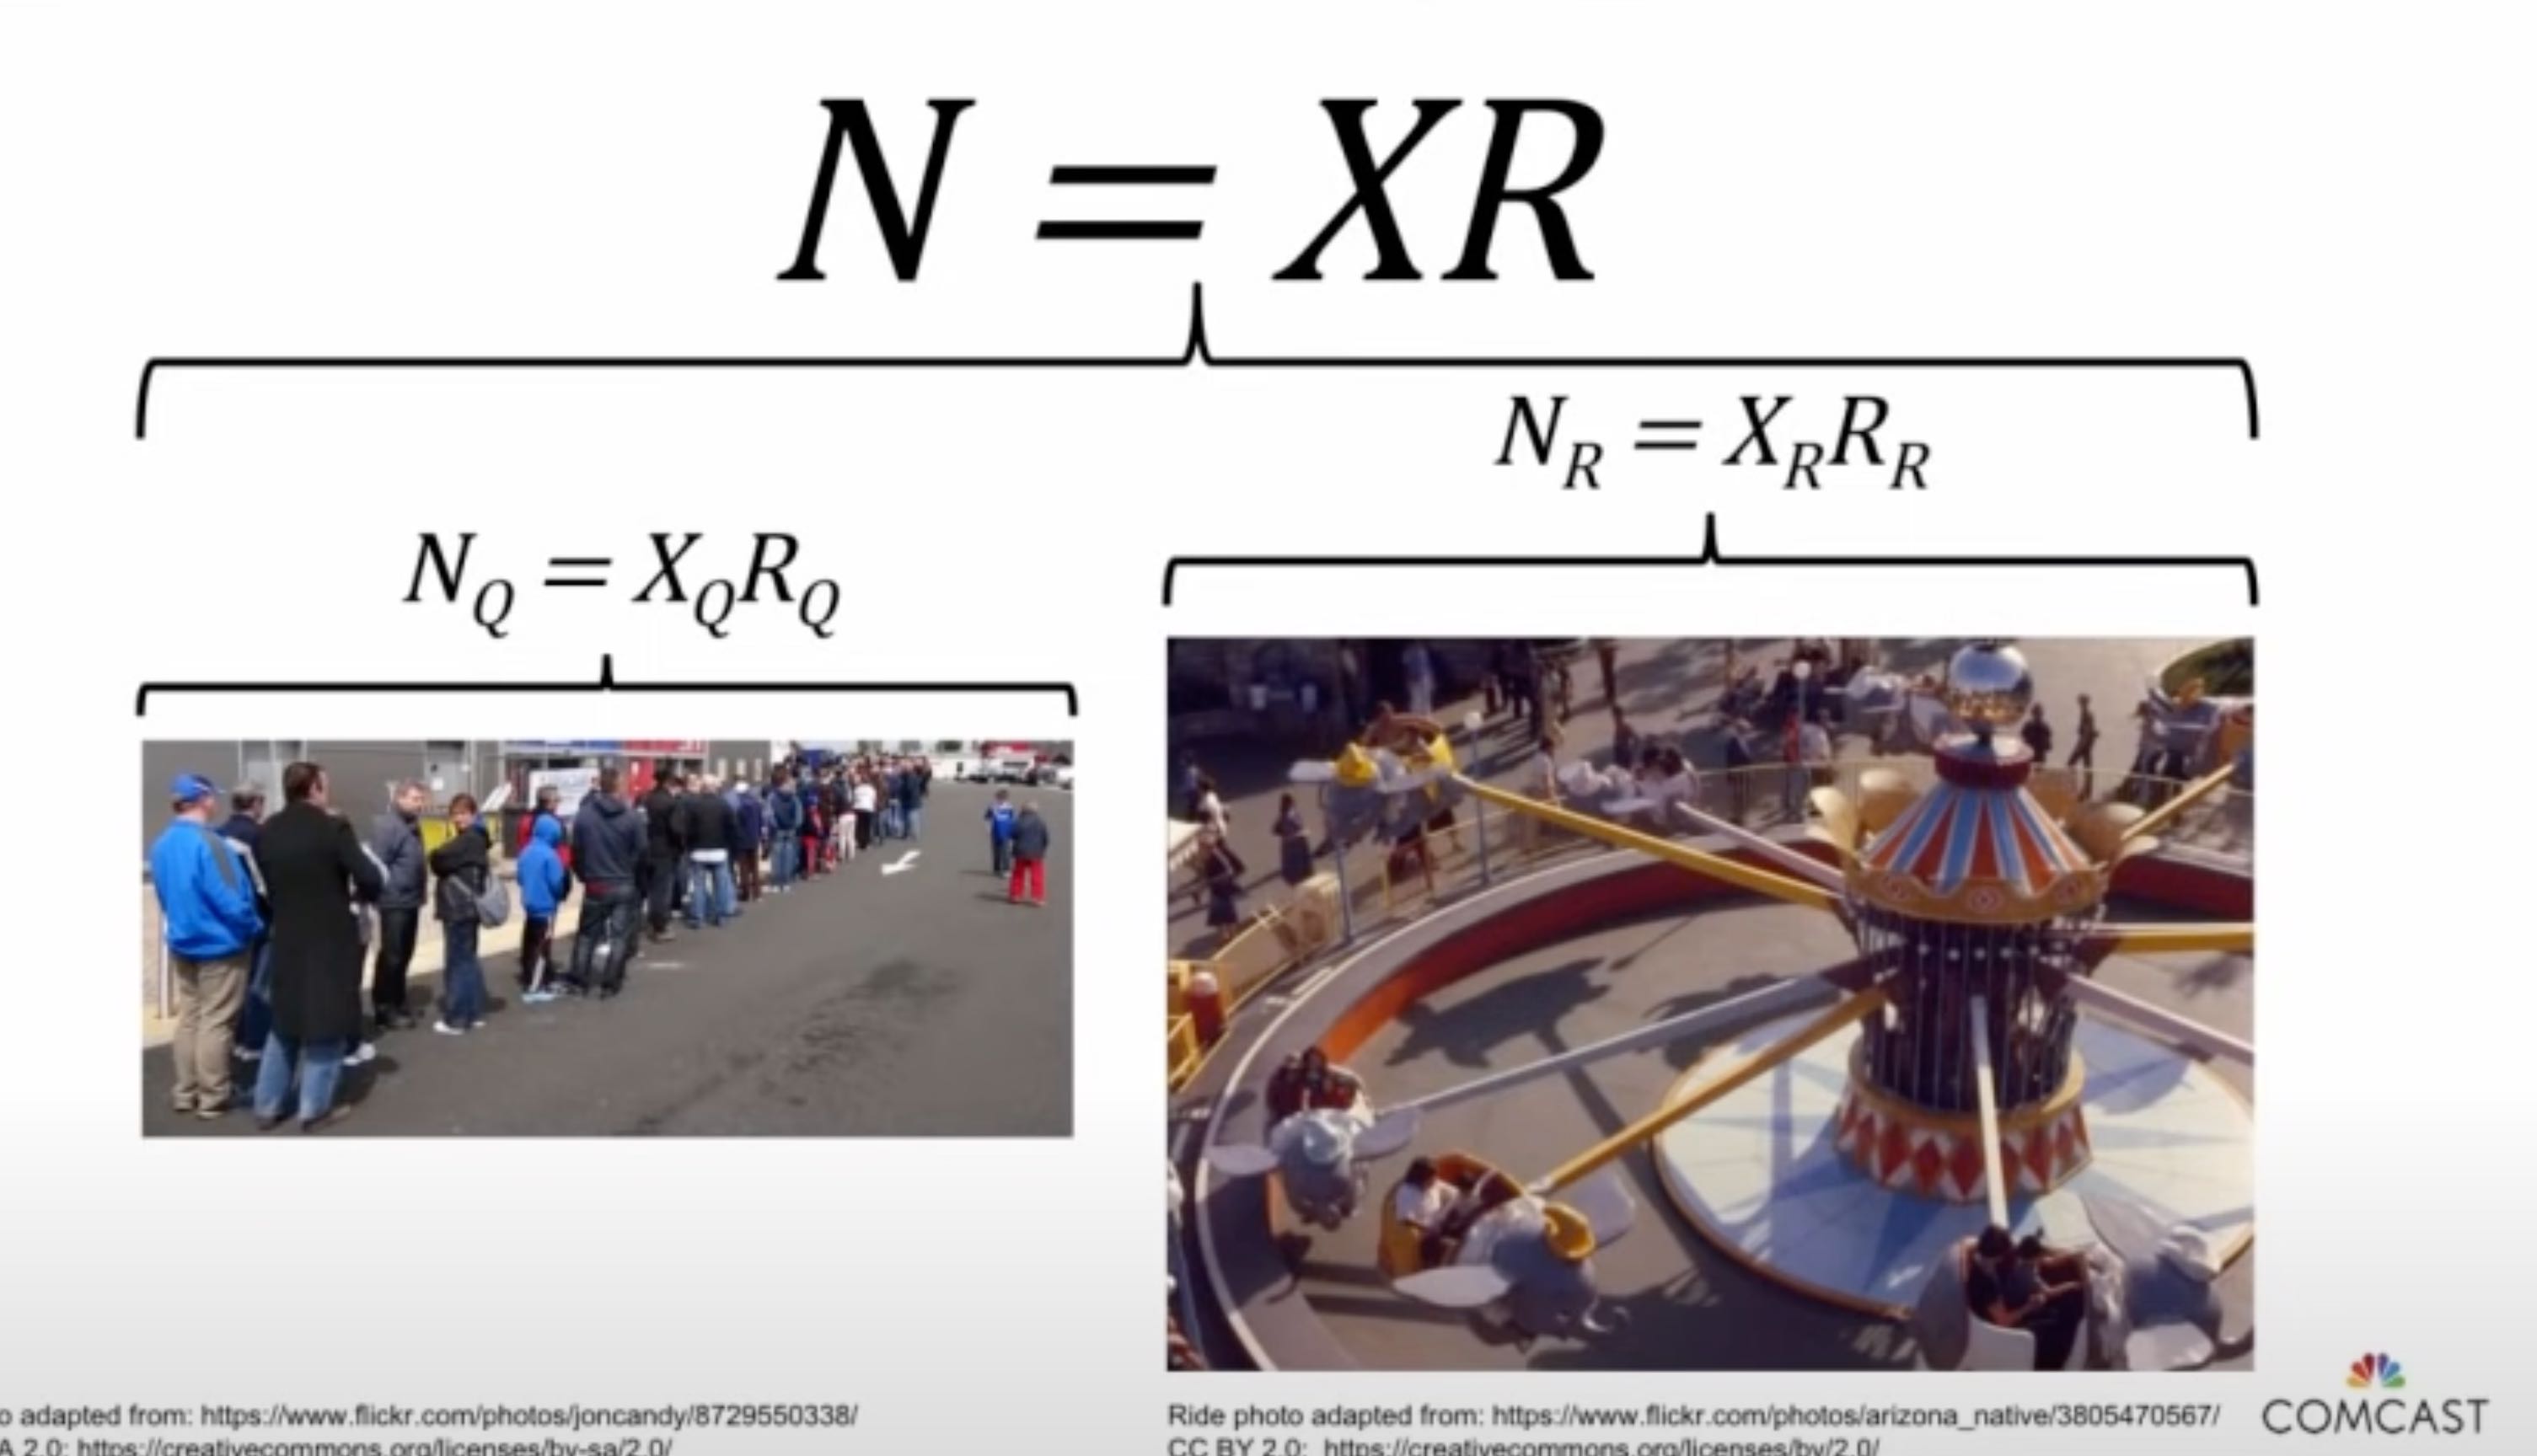 N = XR
N_R = X_R R_R
N_Q = X_Q R_Q
adapted from: https://www.flickr.com/photos/joncandy/8729550338/
2.0: https://creativecommons.org/licenses/by-sa/2.0/
Ride photo adapted from: https://www.flickr.com/photos/arizona_native/3805470567/
CC BY 2.0: https://creativecommons.org/licenses/by/2.0/
COMCAST